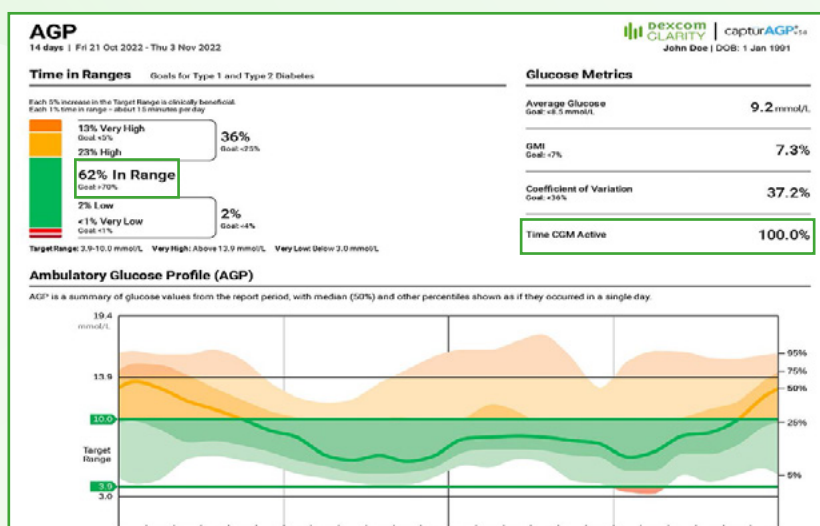 AGP
14 days | Fri 21 Oct 2022 - Thu 3 Nov 2022
Dexcom CLARITY | capturAGP
John Doe | DOB: 1 Jan 1991
Time in Ranges Goals for Type 1 and Type 2 Diabetes
Each 5% increase in the Target Range is clinically beneficial.
Each 1% time in range = about 15 minutes per day
13% Very High
Goal: <5%
23% High
36%
Goal: <25%
62% In Range
Goal: >70%
2% Low
<1% Very Low
Goal: <1%
2%
Goal: <4%
Target Range: 3.9-10.0 mmol/L Very High: Above 13.9 mmol/L Very Low: Below 3.0 mmol/L
Glucose Metrics
Average Glucose
Goal: <8.5 mmol/L
9.2 mmol/L
GMI
Goal: <7%
7.3%
Coefficient of Variation
Goal: <36%
37.2%
Time CGM Active
100.0%
Ambulatory Glucose Profile (AGP)
AGP is a summary of glucose values from the report period, with median (50%) and other percentiles shown as if they occurred in a single day.
19.4
mmol/L
13.9
10.0
Target
Range
3.9
3.0
95%
75%
50%
25%
5%